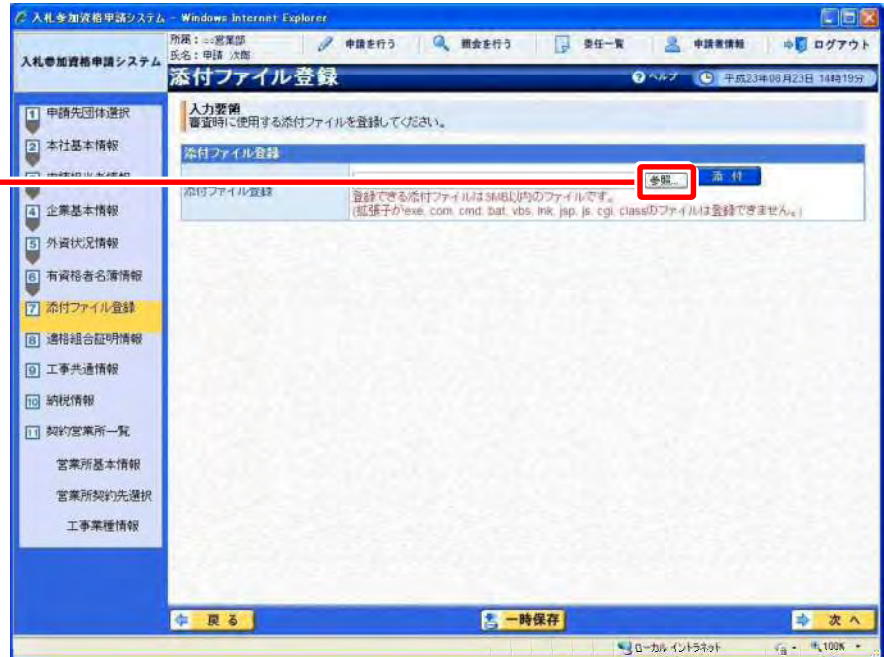 入札参加資格申請システム - Windows Internet Explorer
入札参加資格申請システム
所属：○○営業部
氏名：申請 次郎
申請を行う
照会を行う
委任一覧
申請者情報
ログアウト
添付ファイル登録
ヘルプ
平成23年08月23日 14時19分
1 申請先団体選択
2 本社基本情報
4 企業基本情報
5 外資状況情報
6 有資格者名簿情報
7 添付ファイル登録
8 適格組合証明情報
9 工事共通情報
10 納税情報
11 契約営業所一覧
営業所基本情報
営業所契約先選択
工事業種情報
入力要領
審査時に使用する添付ファイルを登録してください。
添付ファイル登録
添付ファイル登録
参照...
添 付
登録できる添付ファイルは5MB以内のファイルです。
(拡張子がexe, com, cmd, bat, vbs, lnk, jsp, js, cgi, classのファイルは登録できません。)
戻 る
一時保存
次 へ
ローカル イントラネット
100%